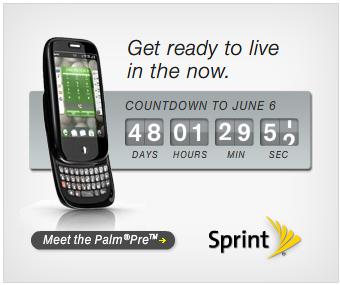 Get ready to live
in the now.
COUNTDOWN TO JUNE 6
48 01 29 5
DAYS HOURS MIN SEC
Meet the Palm®Pre™
Sprint